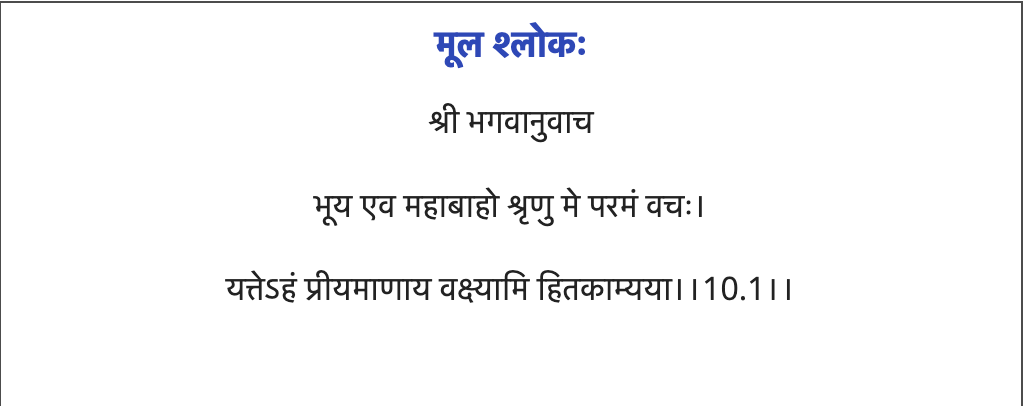 मूल श्लोकः
श्री भगवानुवाच
भूय एव महाबाहो श्रृणु मे परमं वचः।
यत्तेऽहं प्रीयमाणाय वक्ष्यामि हितकाम्यया।।10.1।।